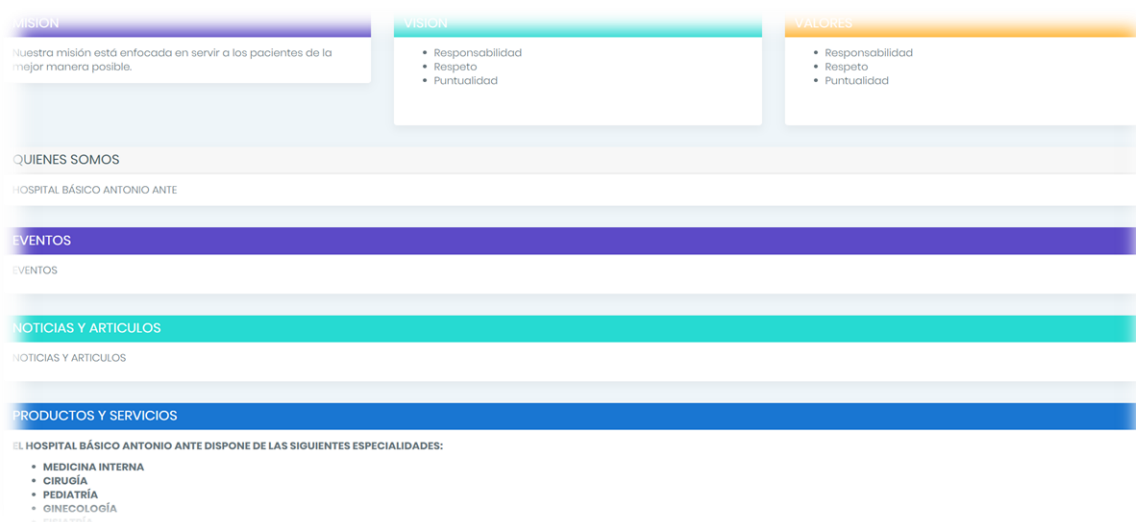 MISIÓN
Nuestra misión está enfocada en servir a los pacientes de la
mejor manera posible.
VISIÓN
• Responsabilidad
• Respeto
• Puntualidad
VALORES
• Responsabilidad
• Respeto
• Puntualidad
QUIENES SOMOS
HOSPITAL BÁSICO ANTONIO ANTE
EVENTOS
EVENTOS
NOTICIAS Y ARTICULOS
NOTICIAS Y ARTICULOS
PRODUCTOS Y SERVICIOS
EL HOSPITAL BÁSICO ANTONIO ANTE DISPONE DE LAS SIGUIENTES ESPECIALIDADES:
• MEDICINA INTERNA
• CIRUGÍA
• PEDIATRÍA
• GINECOLOGÍA